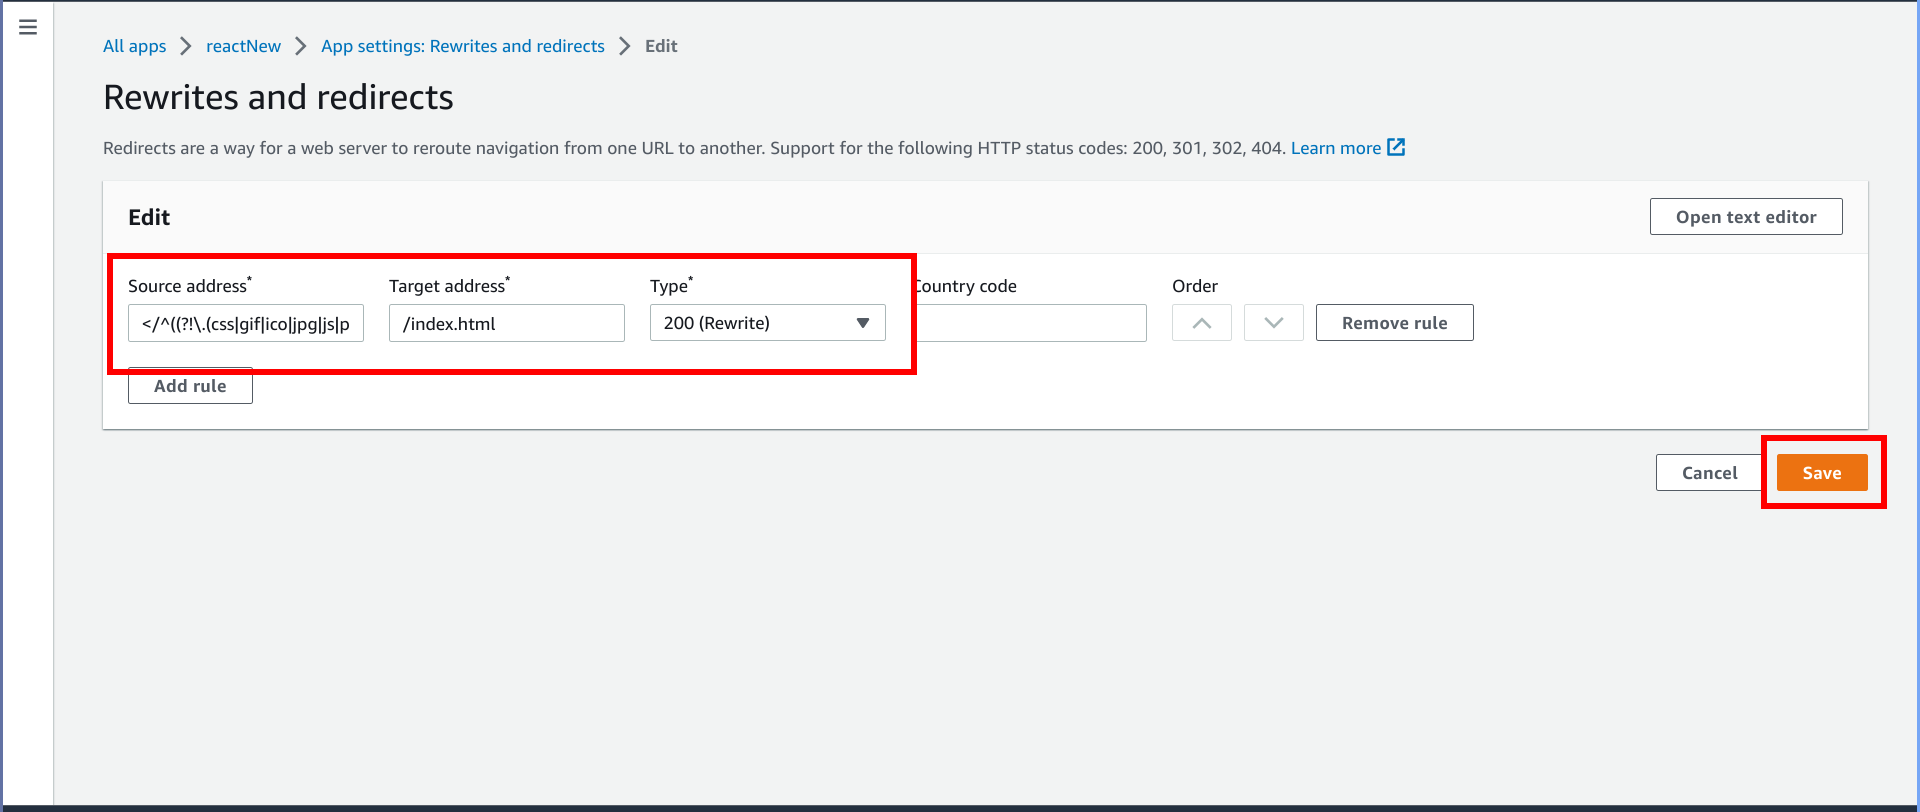 All apps > reactNew > App settings: Rewrites and redirects > Edit
Rewrites and redirects
Redirects are a way for a web server to reroute navigation from one URL to another. Support for the following HTTP status codes: 200, 301, 302, 404. Learn more
Edit
Open text editor
Source address* Target address* Type* Country code Order
</^((?!\.(css|gif|ico|jpg|js|p /index.html 200 (Rewrite) Remove rule
Add rule
Cancel Save